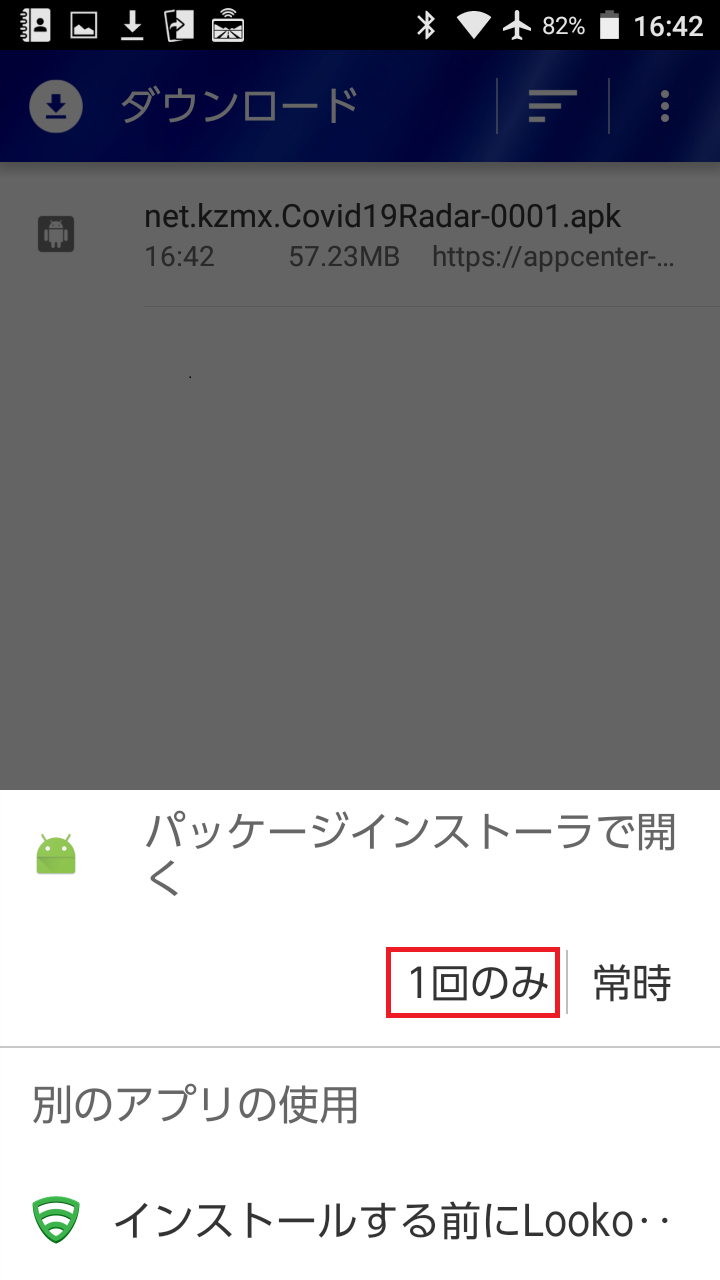 82% 16:42
ダウンロード
net.kzmx.Covid19Radar-0001.apk
16:42 57.23MB https://appcenter-...
パッケージインストーラで開
く
1回のみ 常時
別のアプリの使用
インストールする前にLooko‥